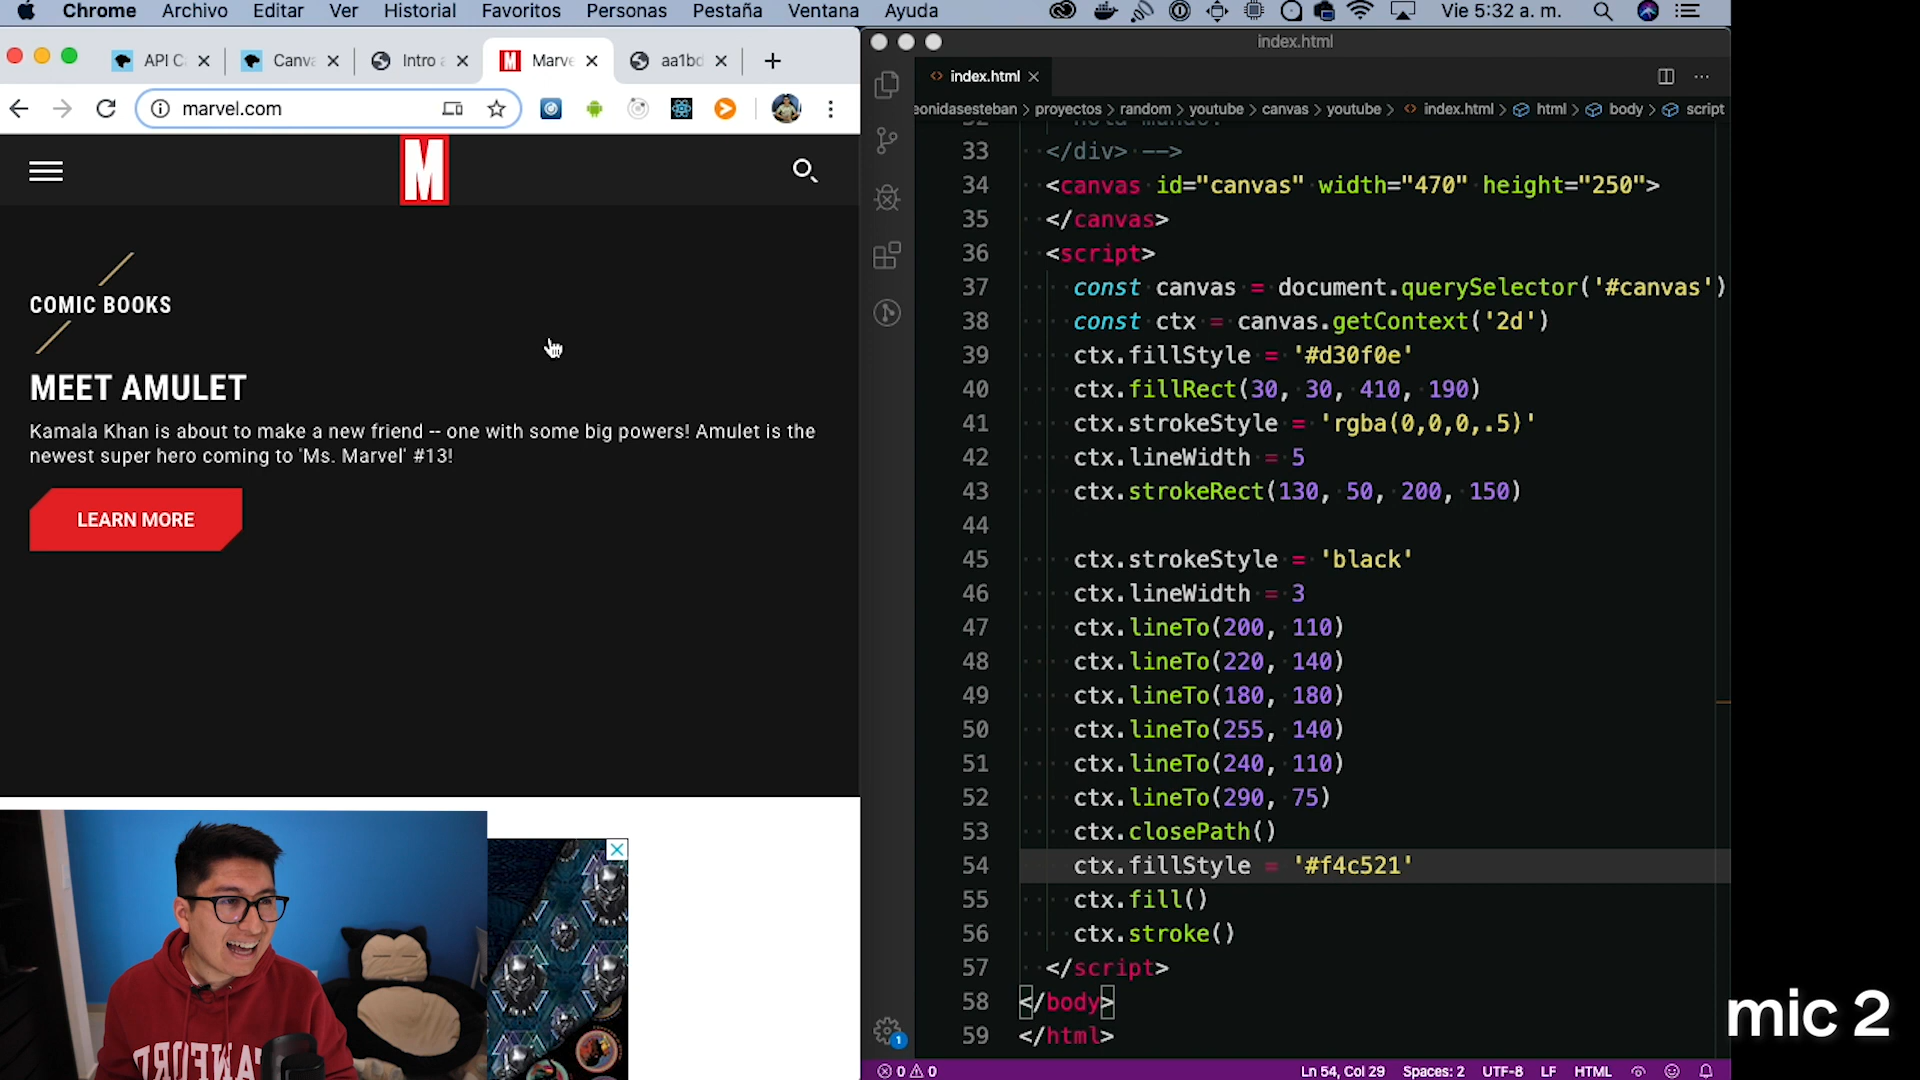 Chrome Archivo Editar Ver Historial Favoritos Personas Pestaña Ventana Ayuda Vie 5:32 a. m.
API C Canva Intro Marve aa1bd
marvel.com
M
COMIC BOOKS
MEET AMULET
Kamala Khan is about to make a new friend -- one with some big powers! Amulet is the
newest super hero coming to 'Ms. Marvel' #13!
LEARN MORE
index.html
index.html
eonidasesteban > proyectos > random > youtube > canvas > youtube > index.html > html > body > script
33 </div> -->
34 <canvas id="canvas" width="470" height="250">
35 </canvas>
36 <script>
37 const canvas = document.querySelector('#canvas')
38 const ctx = canvas.getContext('2d')
39 ctx.fillStyle = '#d30f0e'
40 ctx.fillRect(30, 30, 410, 190)
41 ctx.strokeStyle = 'rgba(0,0,0,.5)'
42 ctx.lineWidth = 5
43 ctx.strokeRect(130, 50, 200, 150)
44
45 ctx.strokeStyle = 'black'
46 ctx.lineWidth = 3
47 ctx.lineTo(200, 110)
48 ctx.lineTo(220, 140)
49 ctx.lineTo(180, 180)
50 ctx.lineTo(255, 140)
51 ctx.lineTo(240, 110)
52 ctx.lineTo(290, 75)
53 ctx.closePath()
54 ctx.fillStyle = '#f4c521'
55 ctx.fill()
56 ctx.stroke()
57 </script>
58 </body>
59 </html>
1
0 0 Ln 54, Col 29 Spaces: 2 UTF-8 LF HTML
mic 2